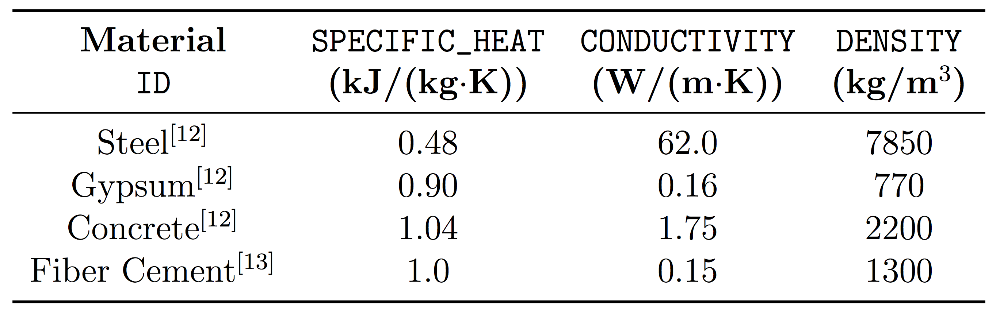 Material SPECIFIC_HEAT CONDUCTIVITY DENSITY
ID (kJ/(kg·K)) (W/(m·K)) (kg/m³)
Steel[12] 0.48 62.0 7850
Gypsum[12] 0.90 0.16 770
Concrete[12] 1.04 1.75 2200
Fiber Cement[13] 1.0 0.15 1300